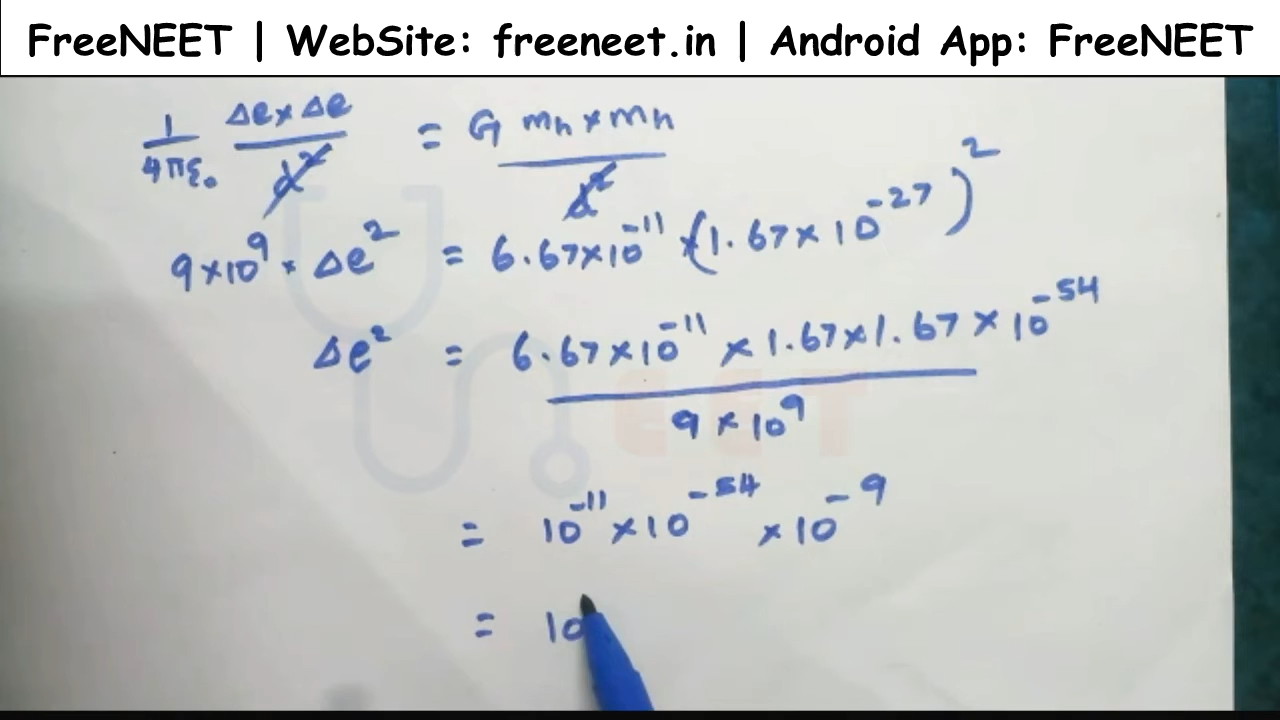 FreeNEET | WebSite: freeneet.in | Android App: FreeNEET
1/4πε₀ Δe×Δe/d² = G mₙ×mₙ/d²
9×10⁹ × Δe² = 6.67×10⁻¹¹ × (1.67×10⁻²⁷)²
Δe² = 6.67×10⁻¹¹ × 1.67×1.67×10⁻⁵⁴ / 9×10⁹
EET
= 10⁻¹¹ × 10⁻⁵⁴ × 10⁻⁹
= 10